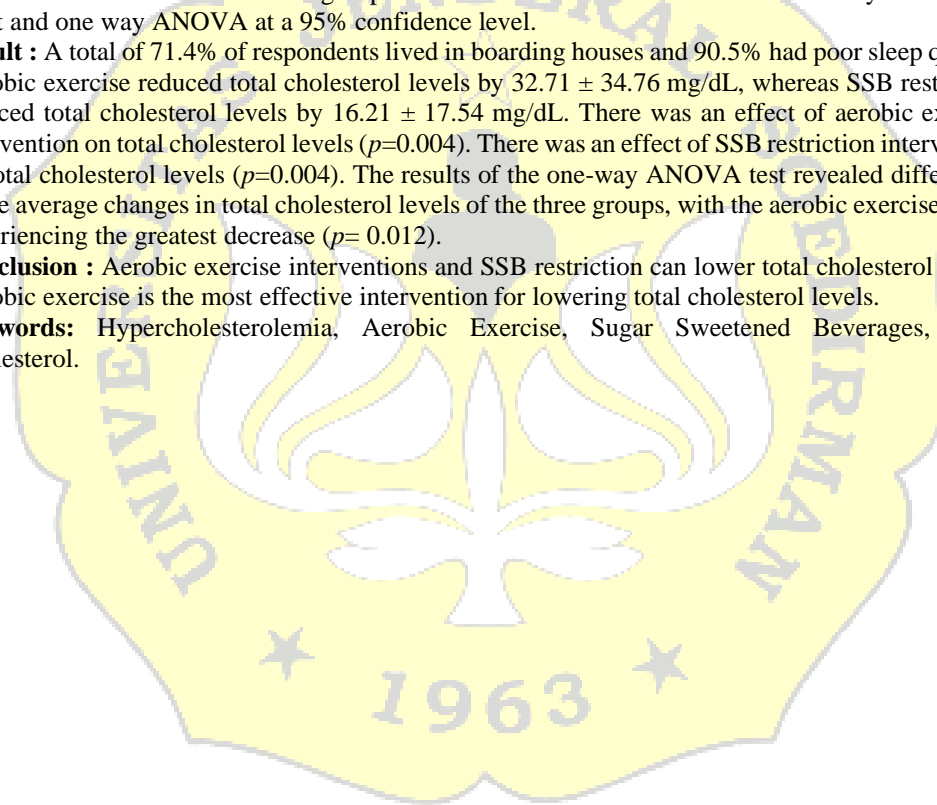 t and one way ANOVA at a 95% confidence level.
ult : A total of 71.4% of respondents lived in boarding houses and 90.5% had poor sleep q
obic exercise reduced total cholesterol levels by 32.71 ± 34.76 mg/dL, whereas SSB rest
ced total cholesterol levels by 16.21 ± 17.54 mg/dL. There was an effect of aerobic ex
vention on total cholesterol levels (p=0.004). There was an effect of SSB restriction interv
otal cholesterol levels (p=0.004). The results of the one-way ANOVA test revealed diffe
e average changes in total cholesterol levels of the three groups, with the aerobic exercise
eriencing the greatest decrease (p= 0.012).
clusion : Aerobic exercise interventions and SSB restriction can lower total cholesterol
obic exercise is the most effective intervention for lowering total cholesterol levels.
words: Hypercholesterolemia, Aerobic Exercise, Sugar Sweetened Beverages,
lesterol.
UNIVERSITAS JENDERAL SOEDIRMAN
1963